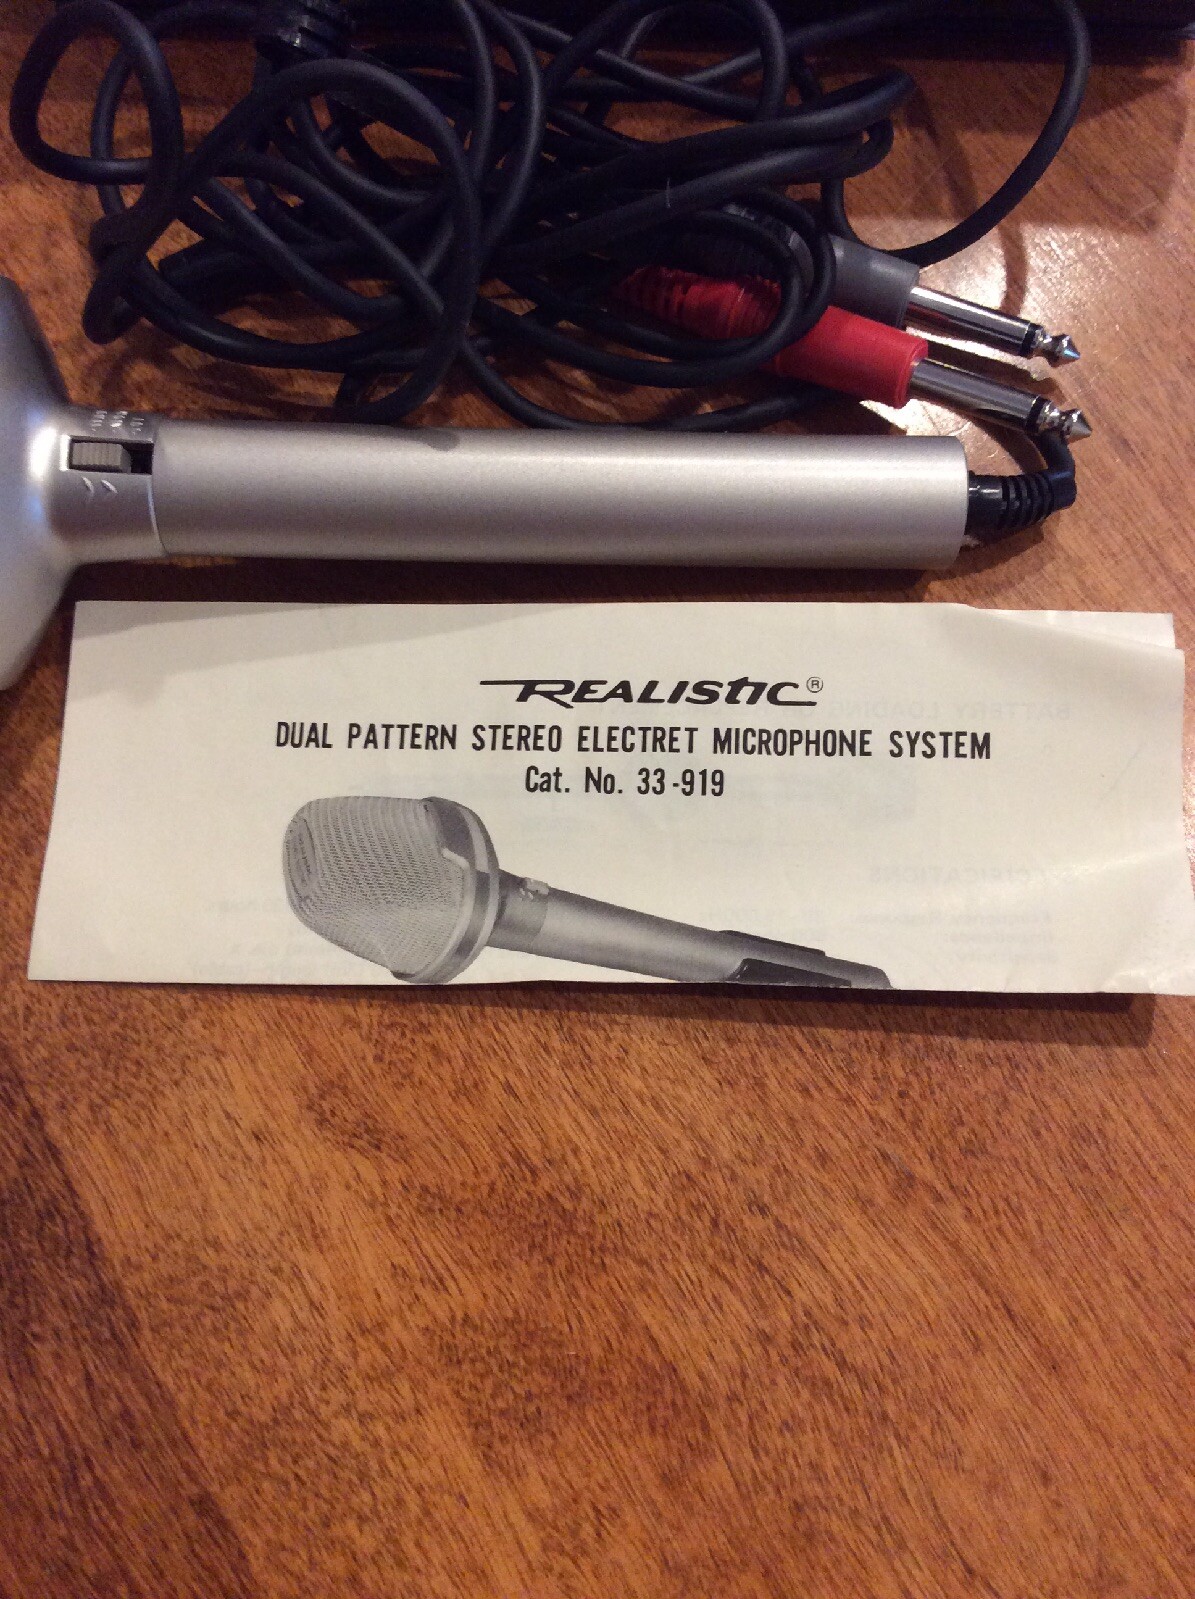 REALISTIC®
DUAL PATTERN STEREO ELECTRET MICROPHONE SYSTEM
Cat. No. 33-919